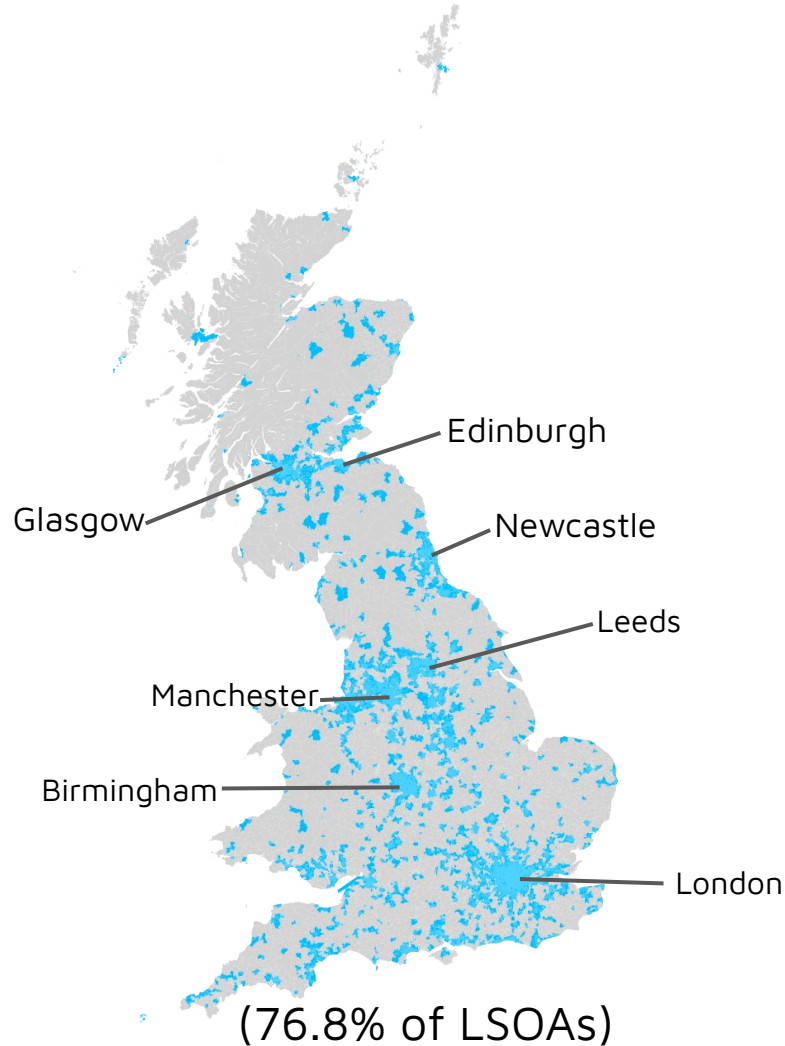 Edinburgh
Glasgow
Newcastle
Leeds
Manchester
Birmingham
London
(76.8% of LSOAs)